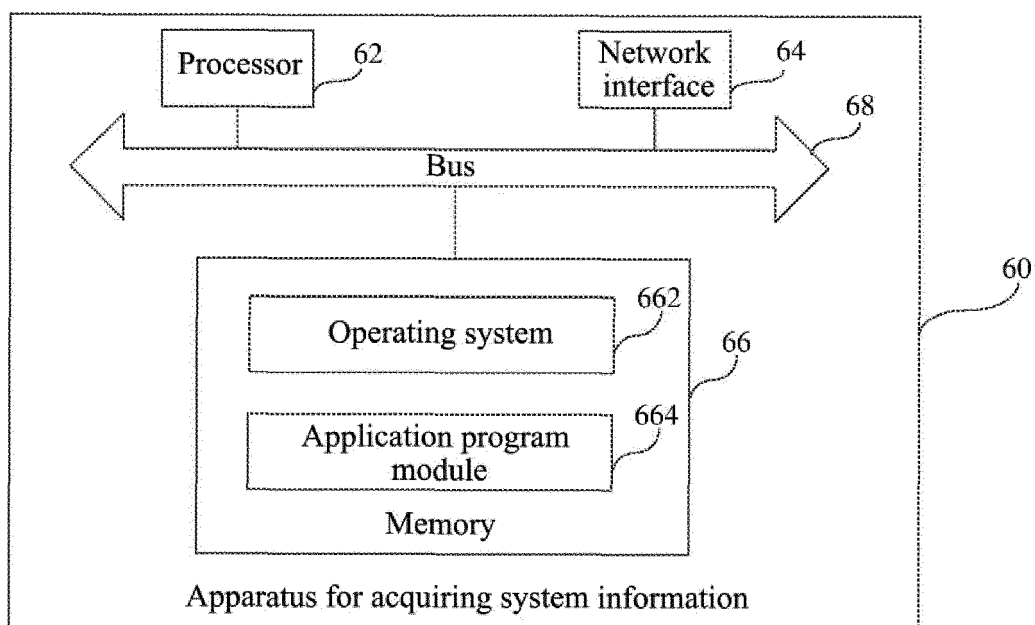 Processor
62
Network
interface
64
68
Bus
60
Operating system
662
66
Application program
module
664
Memory
Apparatus for acquiring system information